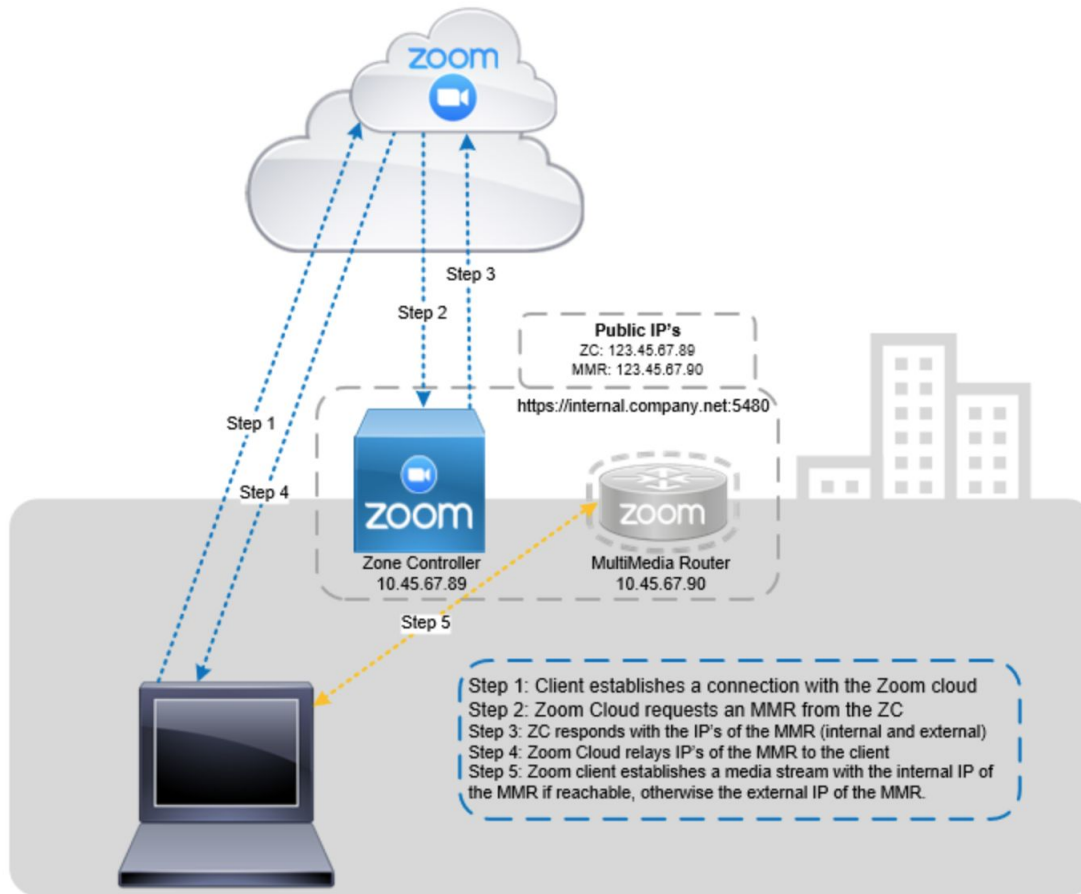 zoom
Step 3
Step 2
Public IP's
ZC: 123.45.67.89
MMR: 123.45.67.90
https://internal.company.net:5480
Step 1
Step 4
zoom
zoom
Zone Controller
10.45.67.89
MultiMedia Router
10.45.67.90
Step 5
Step 1: Client establishes a connection with the Zoom cloud
Step 2: Zoom Cloud requests an MMR from the ZC
Step 3: ZC responds with the IP's of the MMR (internal and external)
Step 4: Zoom Cloud relays IP's of the MMR to the client
Step 5: Zoom client establishes a media stream with the internal IP of
the MMR if reachable, otherwise the external IP of the MMR.